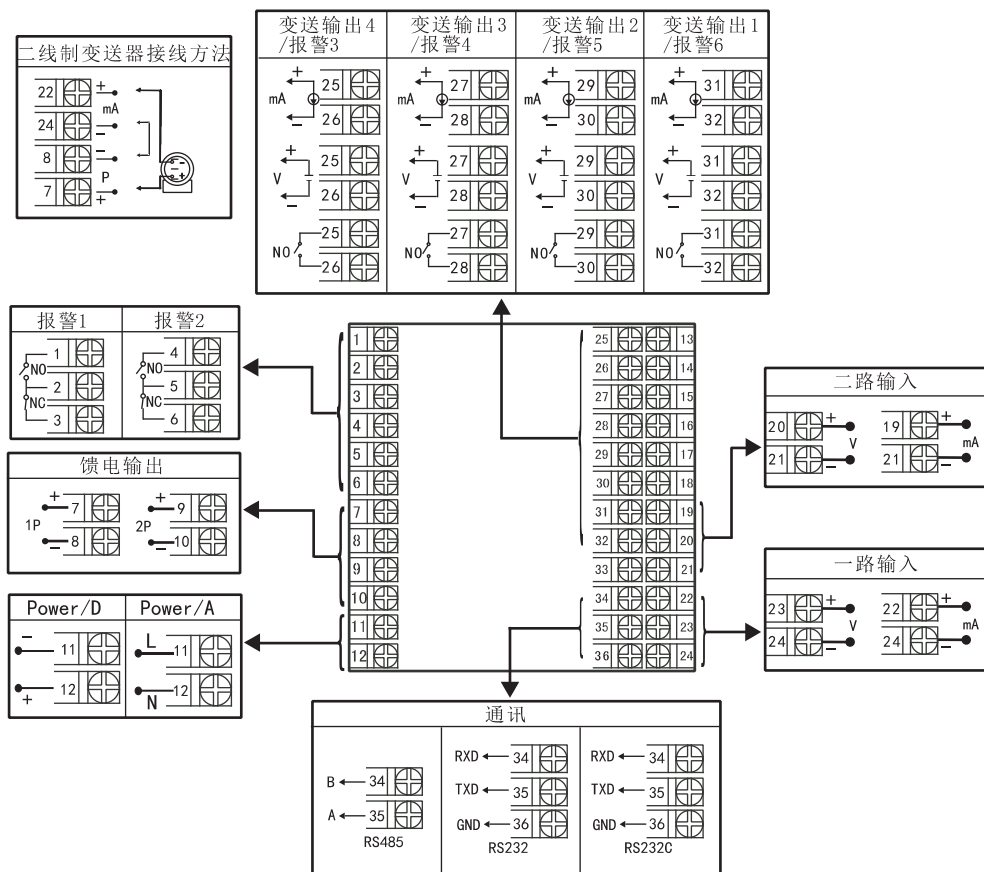 二线制变送器接线方法
22 + mA
24 −
8 − P
7 +
变送输出4/报警3
+ 25
mA
− 26
+ 25
V
− 26
25
NO
26
变送输出3/报警4
+ 27
mA
− 28
+ 27
V
− 28
27
NO
28
变送输出2/报警5
+ 29
mA
− 30
+ 29
V
− 30
29
NO
30
变送输出1/报警6
+ 31
mA
− 32
+ 31
V
− 32
31
NO
32
报警1
1
NO
2
NC
3
报警2
4
NO
5
NC
6
馈电输出
+ 7
1P
− 8
+ 9
2P
− 10
Power/D
− 11
+ 12
Power/A
L 11
N 12
1
2
3
4
5
6
7
8
9
10
11
12
25 13
26 14
27 15
28 16
29 17
30 18
31 19
32 20
33 21
34 22
35 23
36 24
二路输入
20 +
V
21 −
19 +
mA
21 −
一路输入
23 +
V
24 −
22 +
mA
24 −
通讯
B 34
A 35
RS485
RXD 34
TXD 35
GND 36
RS232
RXD 34
TXD 35
GND 36
RS232C